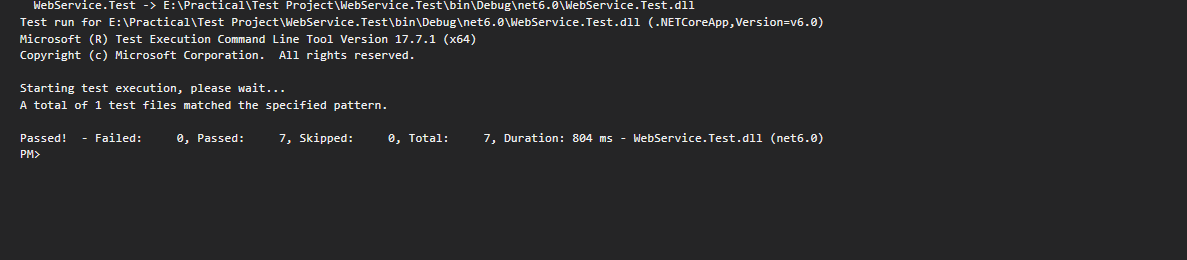 WebService.Test -> E:\Practical\Test Project\WebService.Test\bin\Debug\net6.0\WebService.Test.dll
Test run for E:\Practical\Test Project\WebService.Test\bin\Debug\net6.0\WebService.Test.dll (.NETCoreApp,Version=v6.0)
Microsoft (R) Test Execution Command Line Tool Version 17.7.1 (x64)
Copyright (c) Microsoft Corporation.  All rights reserved.
Starting test execution, please wait...
A total of 1 test files matched the specified pattern.
Passed!  - Failed:     0, Passed:     7, Skipped:     0, Total:     7, Duration: 804 ms - WebService.Test.dll (net6.0)
PM>